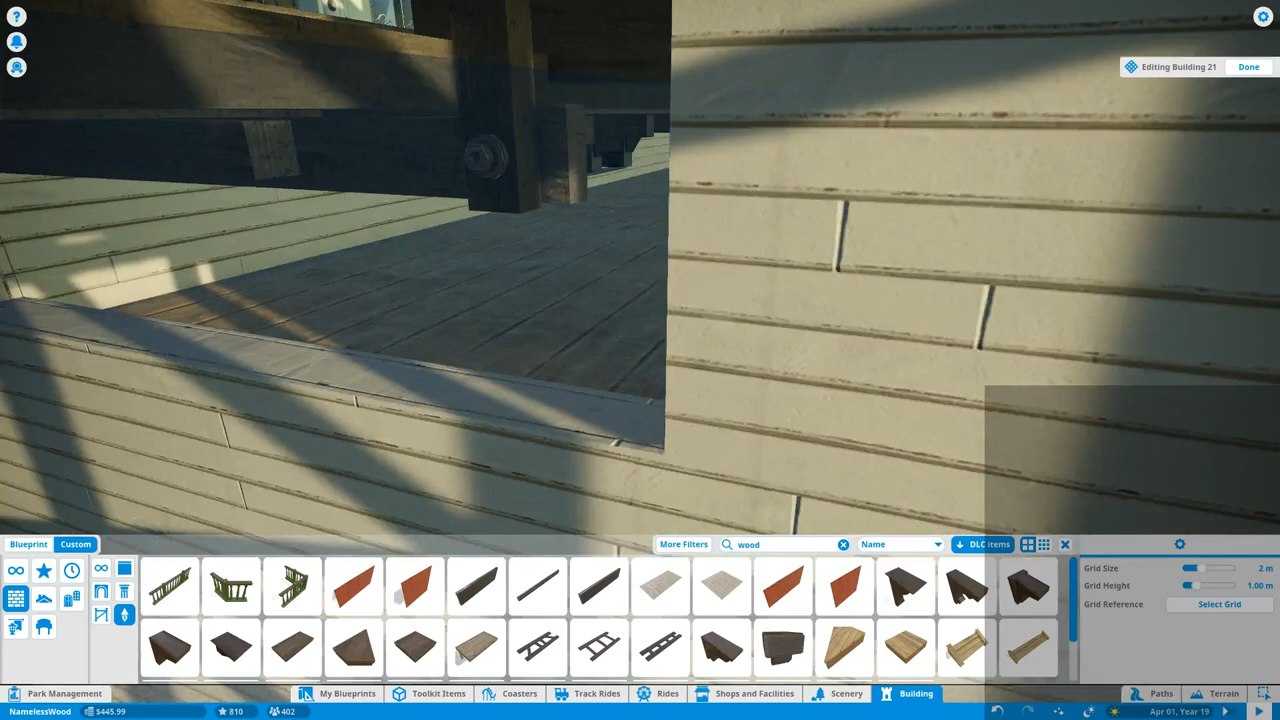 Editing Building 21 Done
Blueprint Custom More Filters wood Name DLC items
Grid Size 2 m
Grid Height 1.00 m
Grid Reference Select Grid
Park Management My Blueprints Toolkit Items Coasters Track Rides Rides Shops and Facilities Scenery Building Paths Terrain
NamelessWood $445.99 810 402 Apr 01, Year 19